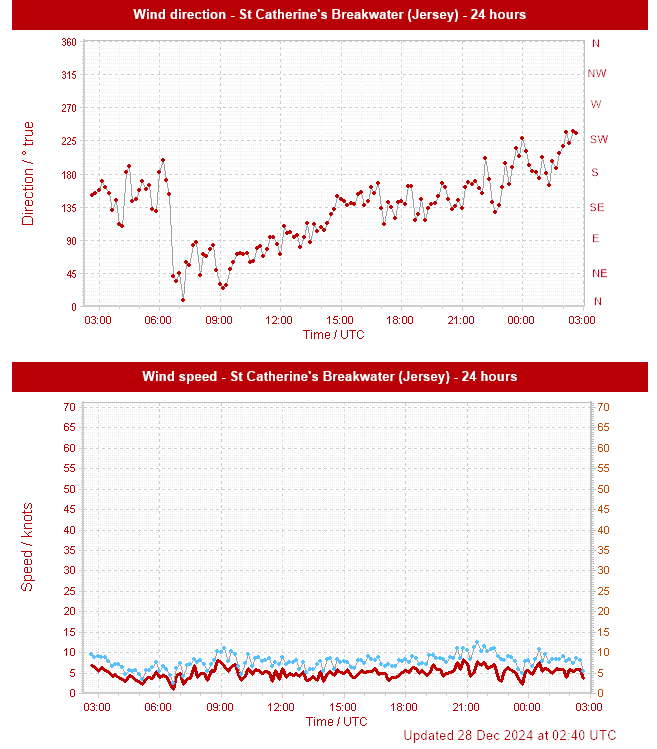 Wind direction - St Catherine's Breakwater (Jersey) - 24 hours
360 N
315 NW
270 W
225 SW
180 S
135 SE
90 E
45 NE
0 N
Direction / ° true
03:00 06:00 09:00 12:00 15:00 18:00 21:00 00:00 03:00
Time / UTC
Wind speed - St Catherine's Breakwater (Jersey) - 24 hours
70 70
65 65
60 60
55 55
50 50
45 45
40 40
35 35
30 30
25 25
20 20
15 15
10 10
5 5
0 0
Speed / knots
03:00 06:00 09:00 12:00 15:00 18:00 21:00 00:00 03:00
Time / UTC
Updated 28 Dec 2024 at 02:40 UTC